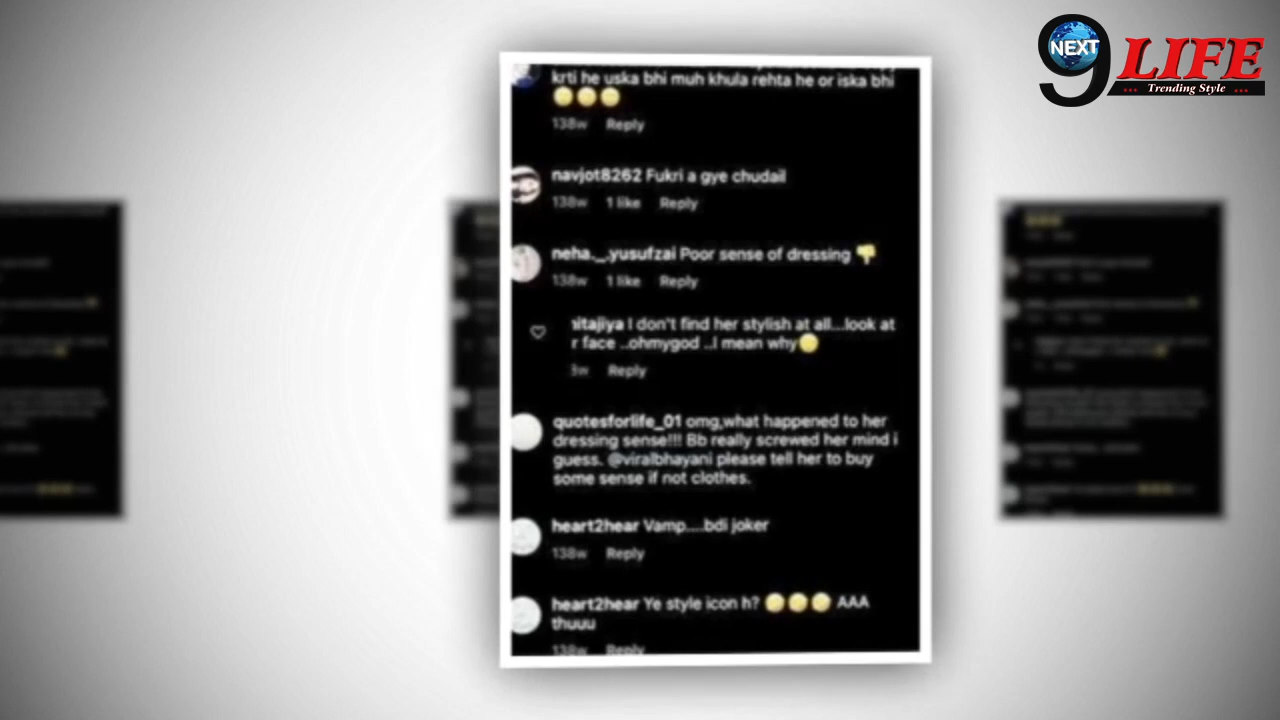 NEXT
9 LIFE
... Trending Style ...
krti he uska bhi muh khula rehta he or iska bhi
138w Reply
navjot8262 Fukri a gye chudail
138w 1 like Reply
neha._.yusufzai Poor sense of dressing 👎
138w 1 like Reply
itajiya I don't find her stylish at all...look at
r face ..ohmygod ..I mean why
w Reply
quotesforlife_01 omg,what happened to her
dressing sense!!! Bb really screwed her mind i
guess. @viralbhayani please tell her to buy
some sense if not clothes.
heart2hear Vamp....bdi joker
138w Reply
heart2hear Ye style icon h? AAA
thuuu
138w Reply